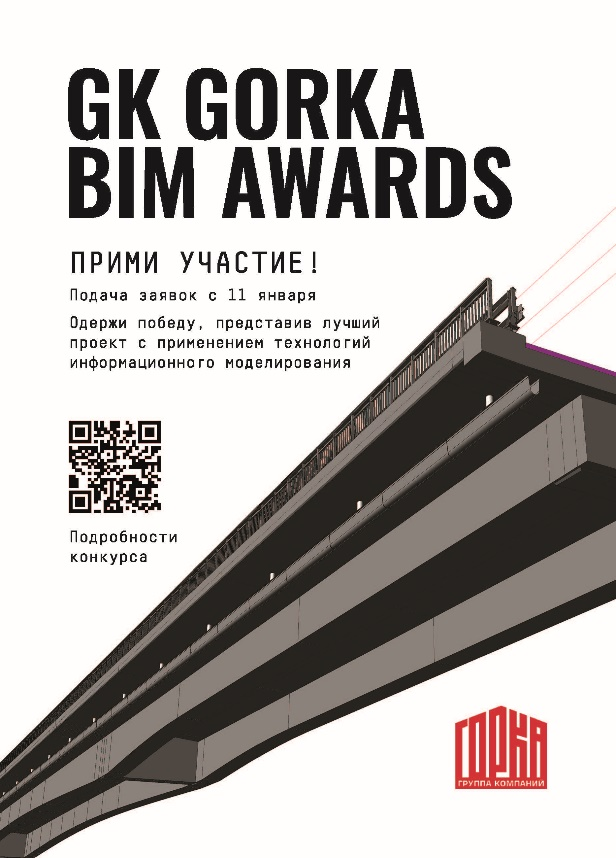 GK GORKA
BIM AWARDS
ПРИМИ УЧАСТИЕ!
Подача заявок с 11 января
Одержи победу, представив лучший
проект с применением технологий
информационного моделирования
Подробности
конкурса
ГОРКА
ГРУППА КОМПАНИЙ